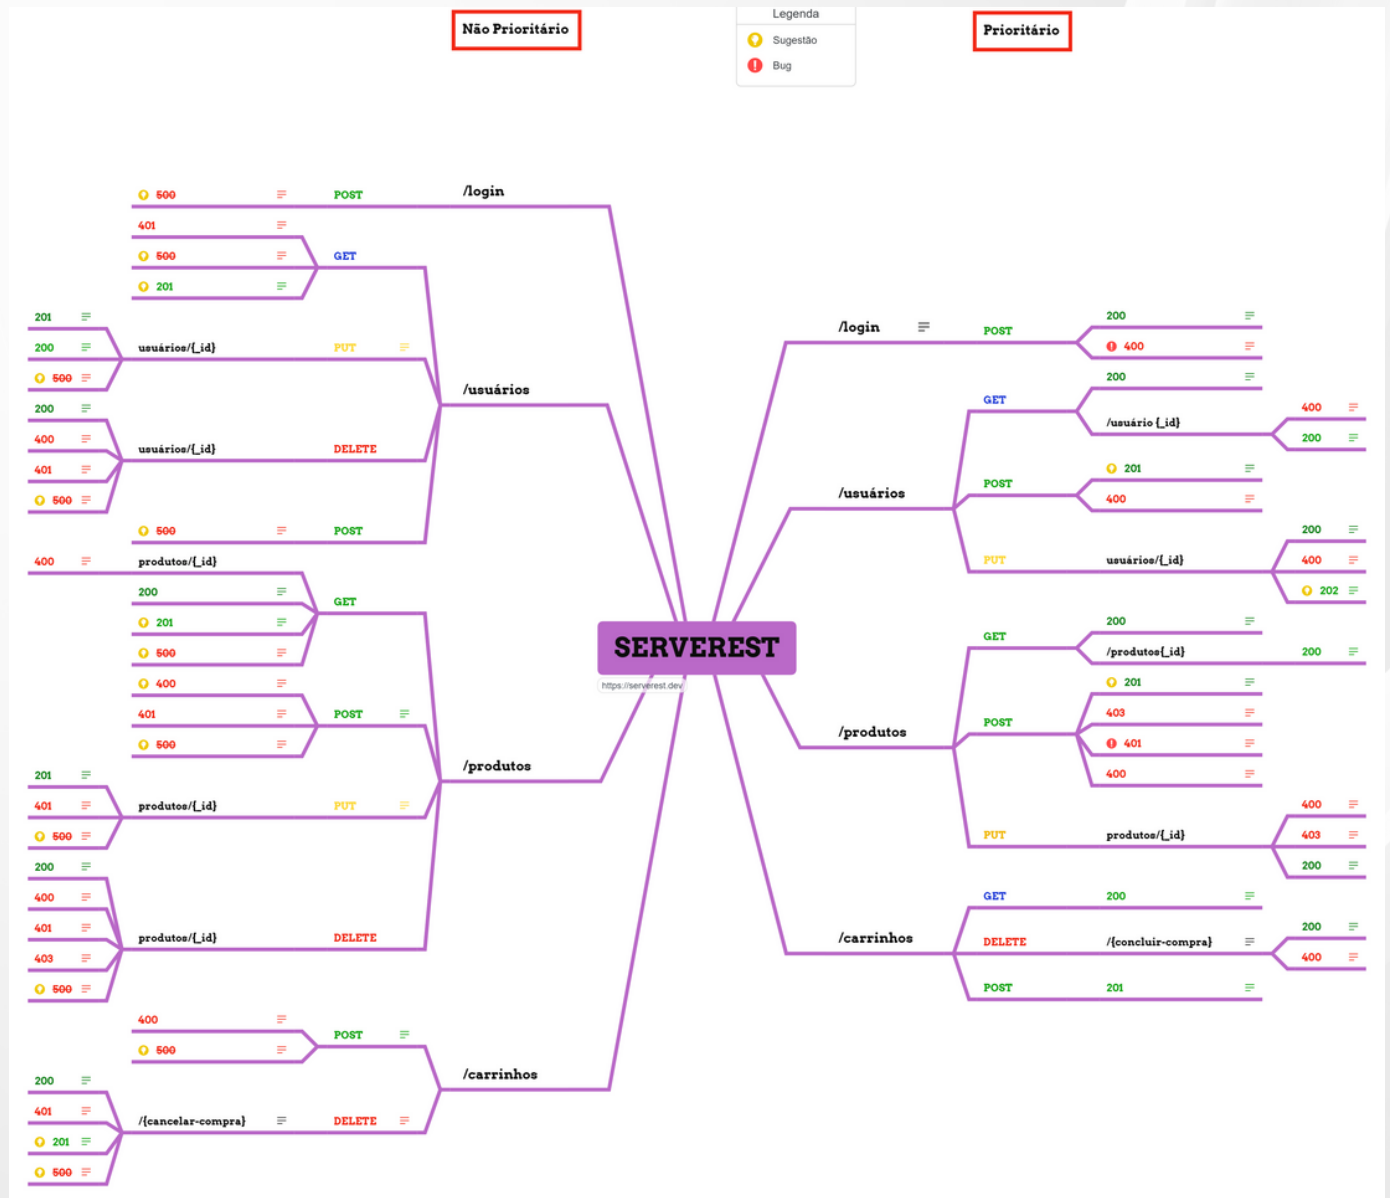 Não Prioritário
Legenda
Sugestão
Bug
Prioritário
/login
POST
500
/usuários
GET
401
500
201
PUT
usuários/{_id}
201
200
500
DELETE
usuários/{_id}
200
400
401
500
POST
500
/produtos
GET
produtos/{_id}
400
200
201
500
POST
400
401
500
PUT
produtos/{_id}
201
401
500
DELETE
produtos/{_id}
200
400
401
403
500
/carrinhos
POST
400
500
DELETE
/{cancelar-compra}
200
401
201
500
SERVEREST
https://serverest.dev
/login
POST
200
400
/usuários
GET
200
/usuário {_id}
400
200
POST
201
400
PUT
usuários/{_id}
200
400
202
/produtos
GET
200
/produtos{_id}
200
POST
201
403
401
400
PUT
produtos/{_id}
400
403
200
/carrinhos
GET
200
DELETE
/{concluir-compra}
200
400
POST
201